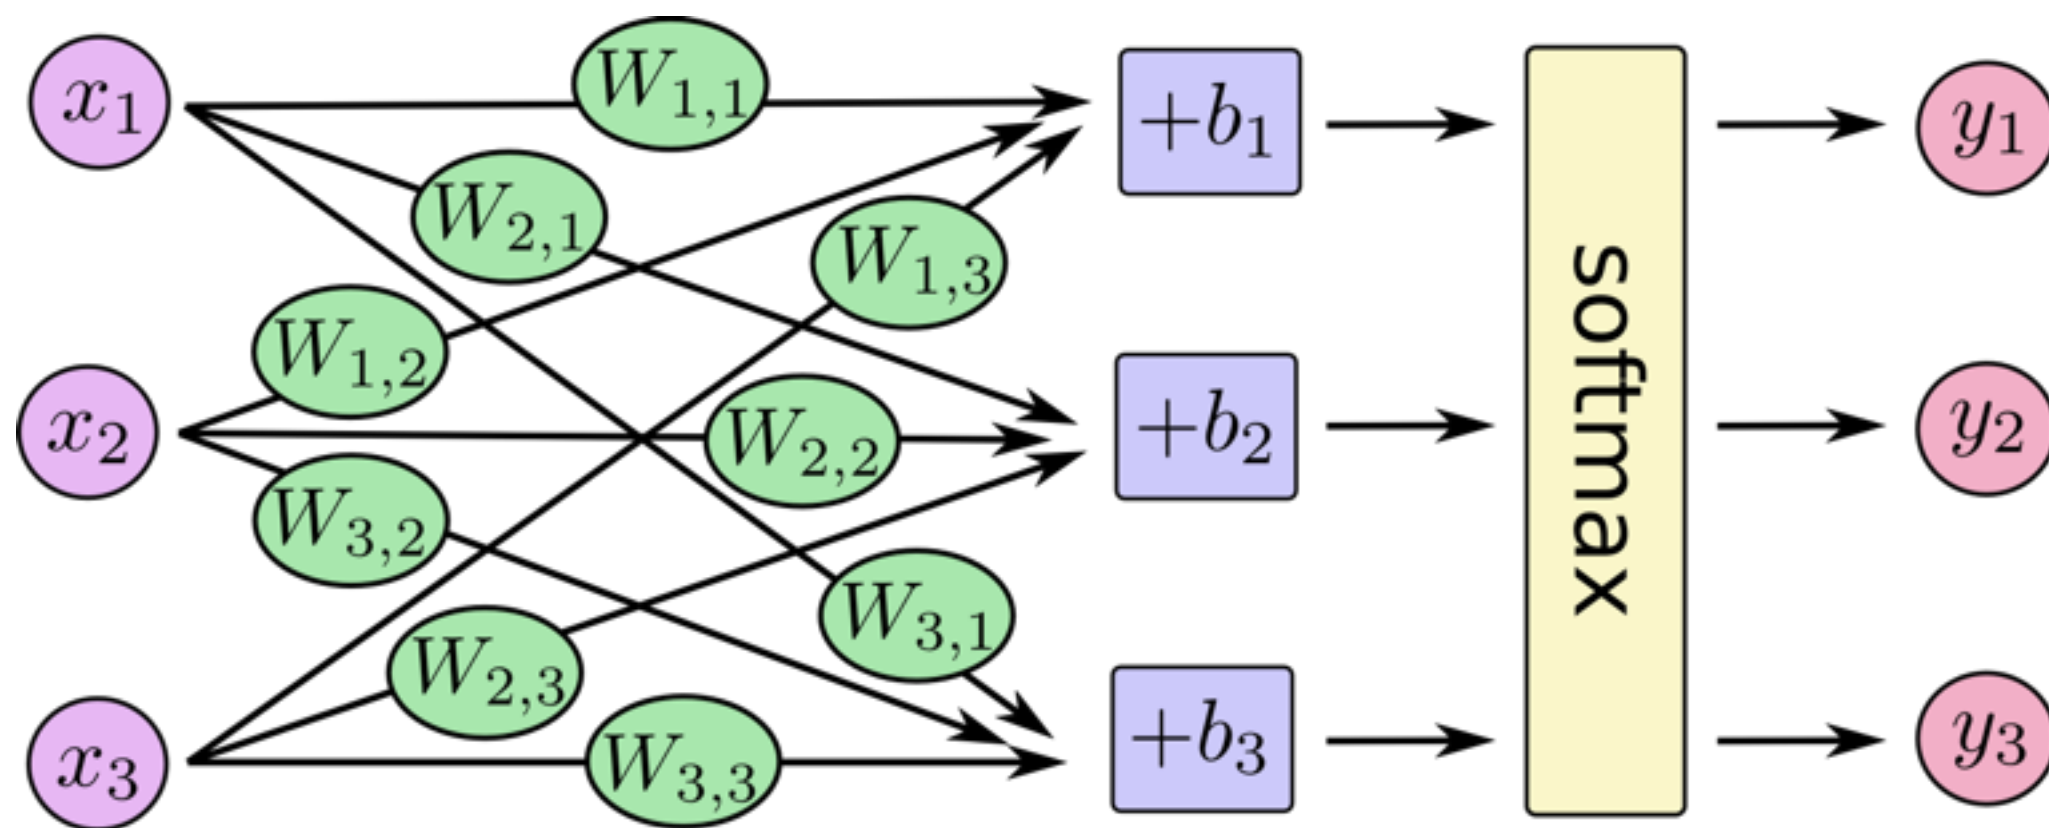 x1
W1,1
+b1
y1
W2,1
W1,3
W1,2
x2
W2,2
+b2
softmax
y2
W3,2
W3,1
W2,3
x3
W3,3
+b3
y3